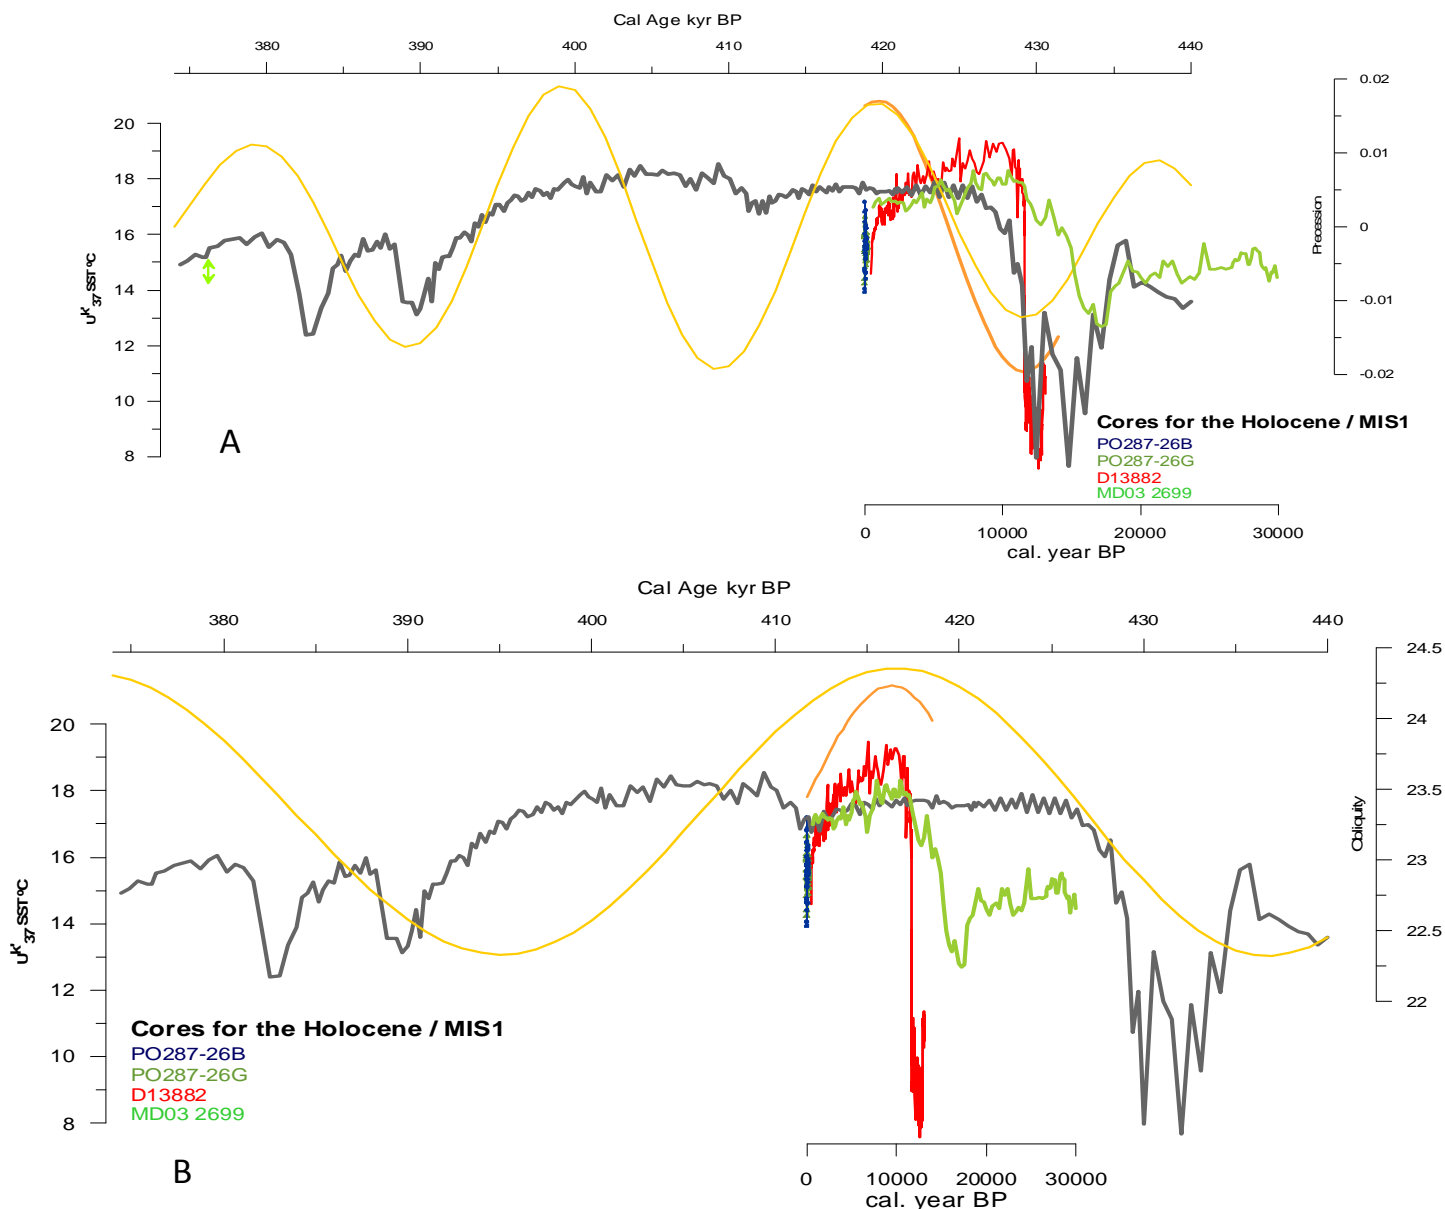 Cal Age kyr BP
380 390 400 410 420 430 440
0.02
0.01
0
-0.01
-0.02
Precession
20
18
16
14
12
10
8
Uᴷ'₃₇ SSTºC
A
Cores for the Holocene / MIS1
PO287-26B
PO287-26G
D13882
MD03 2699
0 10000 20000 30000
cal. year BP
Cal Age kyr BP
380 390 400 410 420 430 440
24.5
24
23.5
23
22.5
22
Obliquity
20
18
16
14
12
10
8
Uᴷ'₃₇ SSTºC
Cores for the Holocene / MIS1
PO287-26B
PO287-26G
D13882
MD03 2699
B
0 10000 20000 30000
cal. year BP